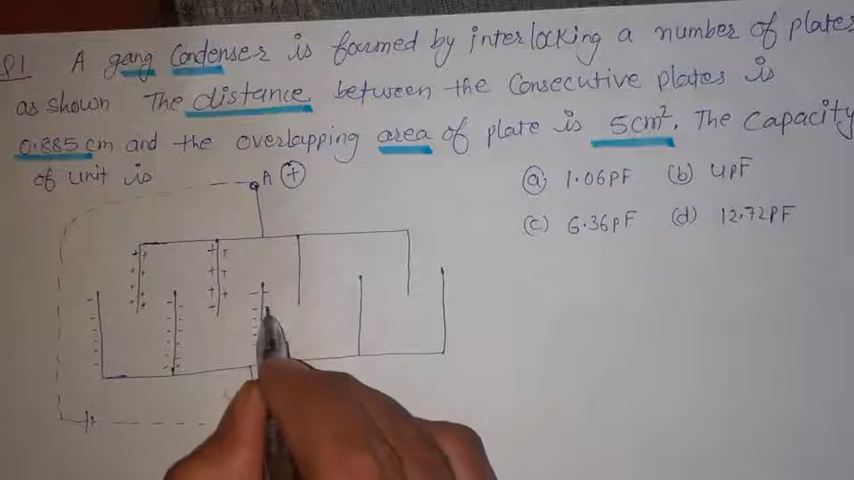 Q1 A gang condenser is formed by interlocking a number of plates
as shown The distance between the consecutive plates is
0.885 cm and the overlapping area of plate is 5cm². The capacity
of unit is
(a) 1.06PF (b) 4PF
(c) 6.36PF (d) 12.72PF
A +